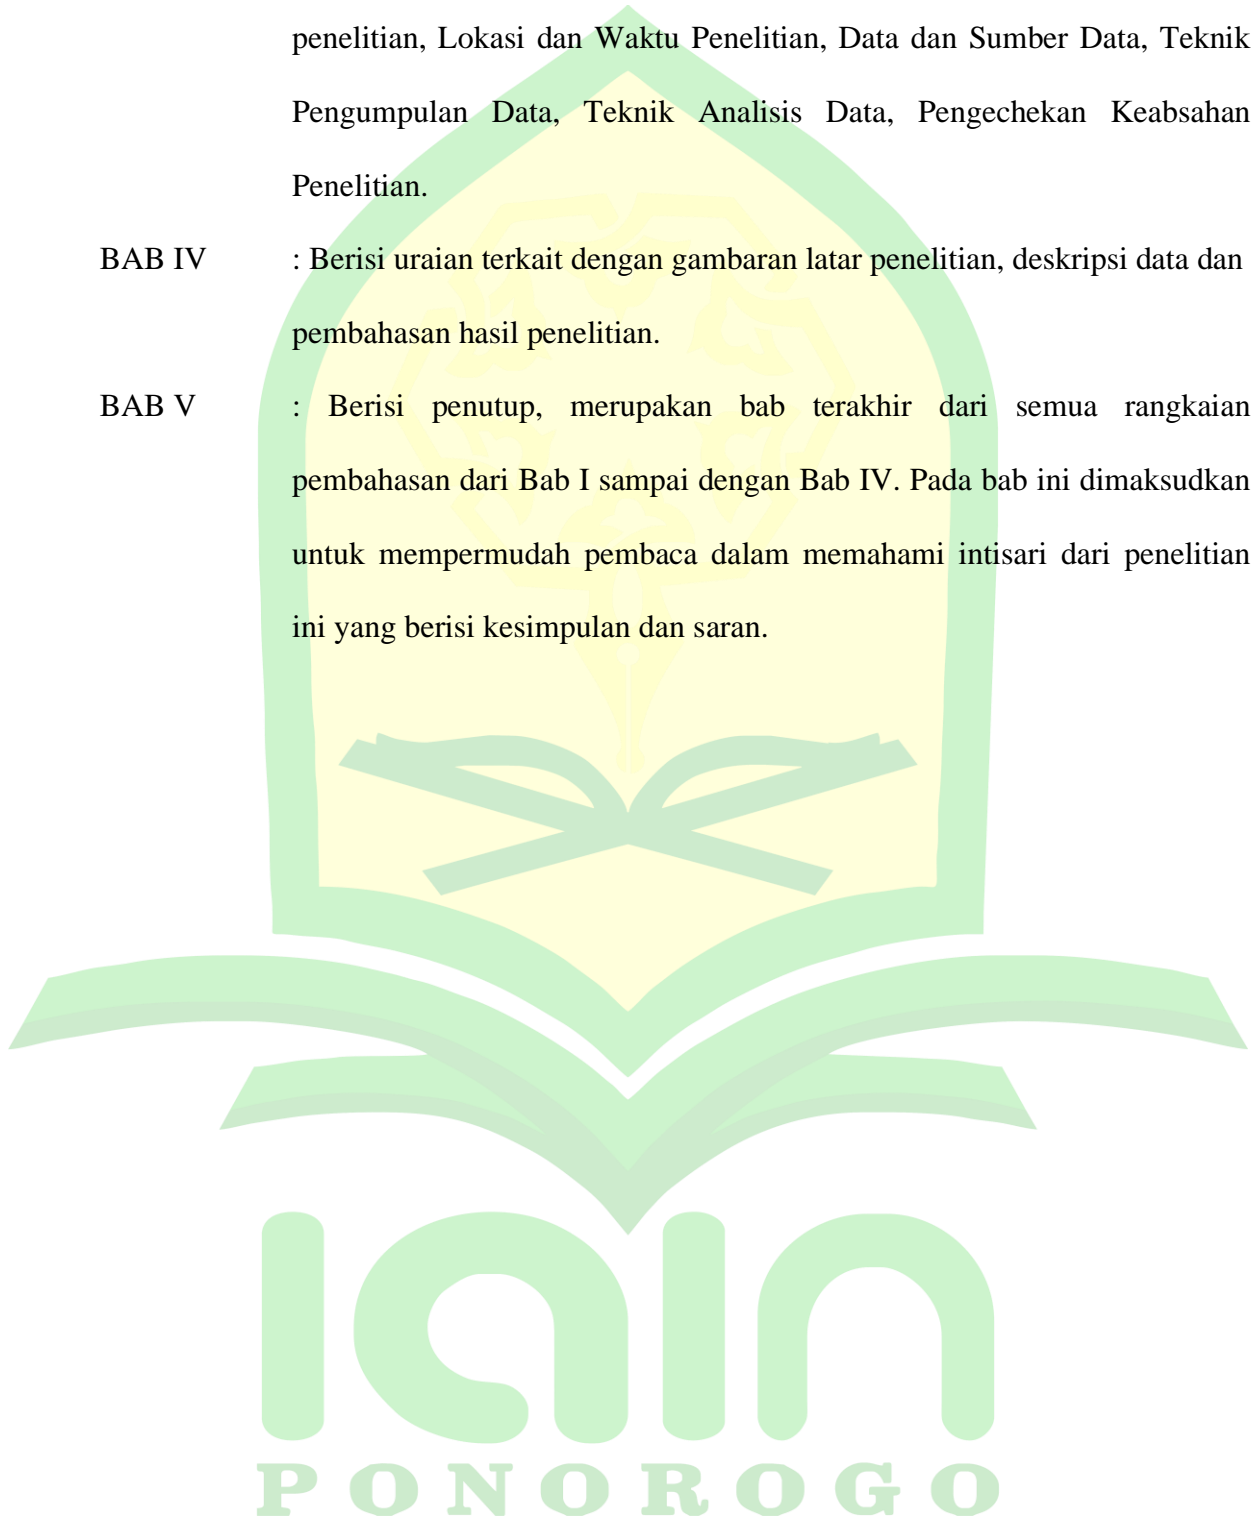 penelitian, Lokasi dan Waktu Penelitian, Data dan Sumber Data, Teknik
Pengumpulan Data, Teknik Analisis Data, Pengechekan Keabsahan
Penelitian.
BAB IV : Berisi uraian terkait dengan gambaran latar penelitian, deskripsi data dan
pembahasan hasil penelitian.
BAB V : Berisi penutup, merupakan bab terakhir dari semua rangkaian
pembahasan dari Bab I sampai dengan Bab IV. Pada bab ini dimaksudkan
untuk mempermudah pembaca dalam memahami intisari dari penelitian
ini yang berisi kesimpulan dan saran.
iain
PONOROGO